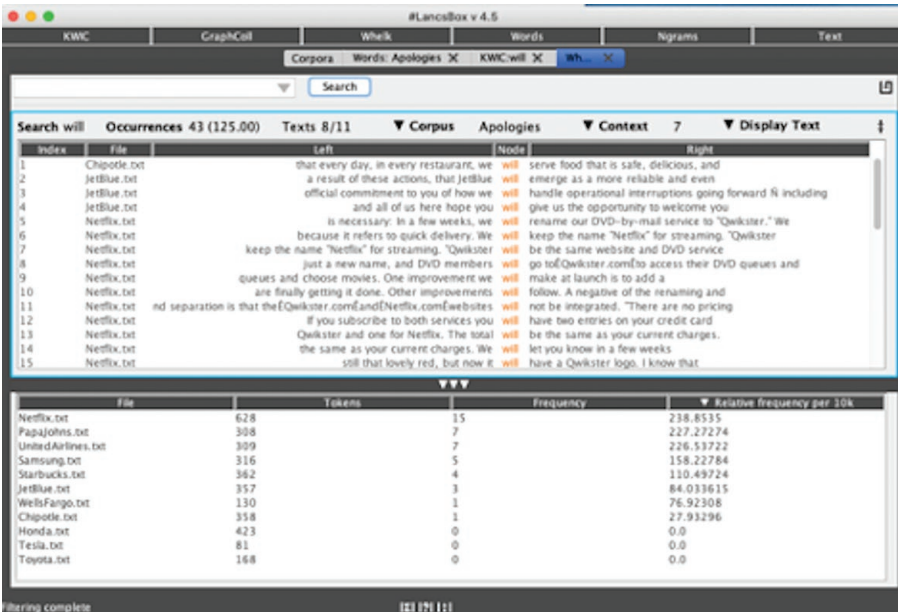 #LancsBox v 4.5
KWIC GraphColl Whelk Words Ngrams Text
Corpora Words: Apologies X KWIC:will X Wh... X
Search
Search will Occurrences 43 (125.00) Texts 8/11 ▼ Corpus Apologies ▼ Context 7 ▼ Display Text
Index File Left Node Right
1 Chipotle.txt that every day, in every restaurant, we will serve food that is safe, delicious, and
2 JetBlue.txt a result of these actions, that JetBlue will emerge as a more reliable and even
3 JetBlue.txt official commitment to you of how we will handle operational interruptions going forward Ñ including
4 JetBlue.txt and all of us here hope you will give us the opportunity to welcome you
5 Netflix.txt is necessary: In a few weeks, we will rename our DVD-by-mail service to "Qwikster." We
6 Netflix.txt because it refers to quick delivery. We will keep the name "Netflix" for streaming. "Qwikster
7 Netflix.txt keep the name "Netflix" for streaming. "Qwikster will be the same website and DVD service
8 Netflix.txt just a new name, and DVD members will go toÊQwikster.comÊto access their DVD queues and
9 Netflix.txt queues and choose movies. One improvement we will make at launch is to add a
10 Netflix.txt are finally getting it done. Other improvements will follow. A negative of the renaming and
11 Netflix.txt nd separation is that theÊQwikster.comÊandÊNetflix.comÊwebsites will not be integrated. "There are no pricing
12 Netflix.txt If you subscribe to both services you will have two entries on your credit card
13 Netflix.txt Qwikster and one for Netflix. The total will be the same as your current charges.
14 Netflix.txt the same as your current charges. We will let you know in a few weeks
15 Netflix.txt still that lovely red, but now it will have a Qwikster logo. I know that
▼▼▼
File Tokens Frequency ▼ Relative frequency per 10k
Netflix.txt 628 15 238.8535
PapaJohns.txt 308 7 227.27274
UnitedAirlines.txt 309 7 226.53722
Samsung.txt 316 5 158.22784
Starbucks.txt 362 4 110.49724
JetBlue.txt 357 3 84.033615
WellsFargo.txt 130 1 76.92308
Chipotle.txt 358 1 27.93296
Honda.txt 423 0 0.0
Tesla.txt 81 0 0.0
Toyota.txt 168 0 0.0
Filtering complete